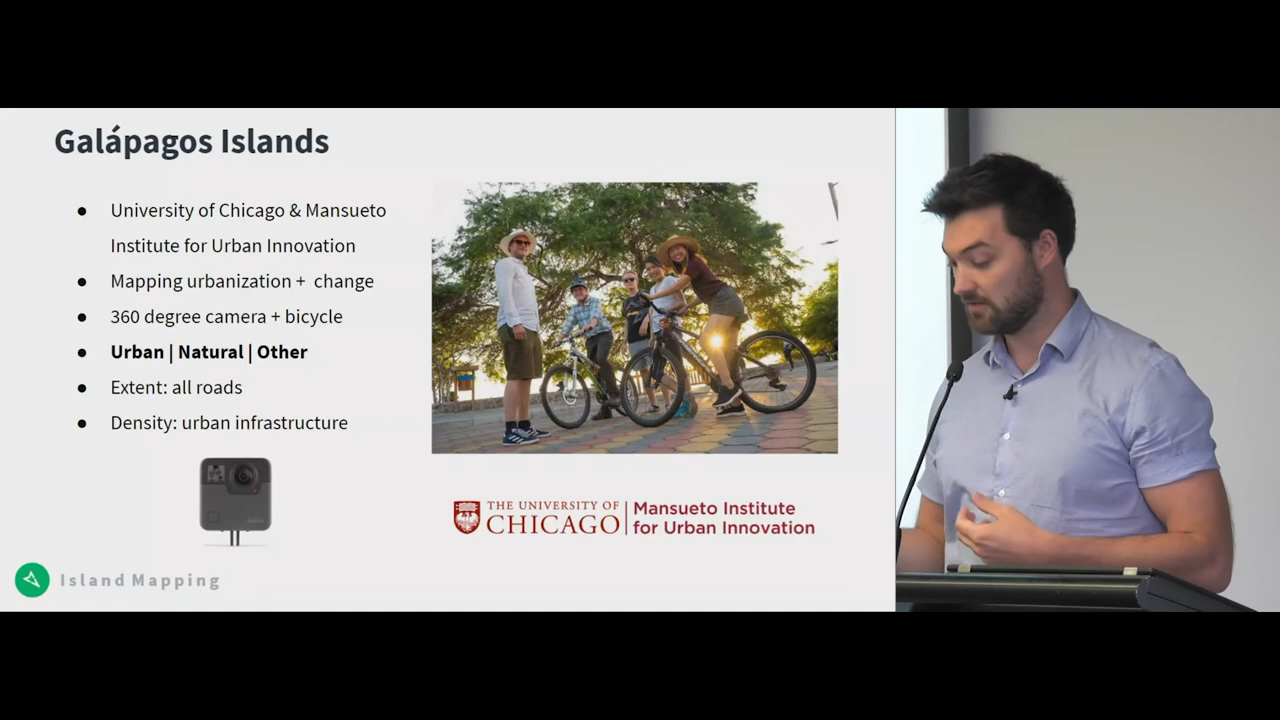 Galápagos Islands
● University of Chicago & Mansueto
Institute for Urban Innovation
● Mapping urbanization + change
● 360 degree camera + bicycle
● Urban | Natural | Other
● Extent: all roads
● Density: urban infrastructure
THE UNIVERSITY OF
CHICAGO
Mansueto Institute
for Urban Innovation
Island Mapping